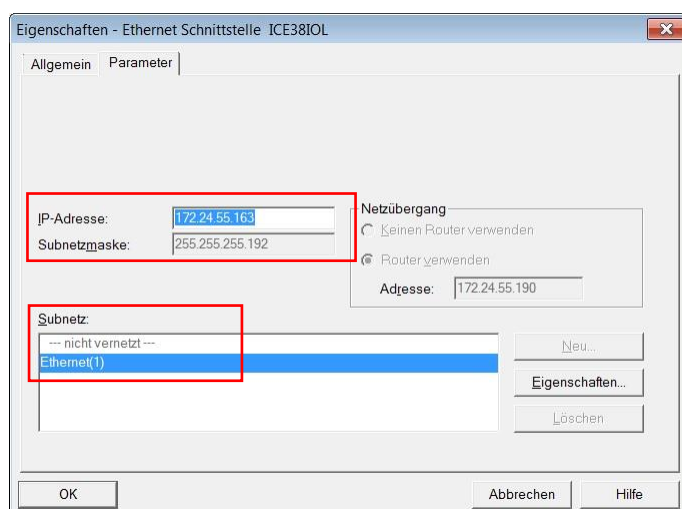 Eigenschaften - Ethernet Schnittstelle ICE38IOL
Allgemein Parameter
IP-Adresse: 172.24.55.163
Subnetzmaske: 255.255.255.192
Netzübergang
Keinen Router verwenden
Router verwenden
Adresse: 172.24.55.190
Subnetz:
--- nicht vernetzt ---
Ethernet(1)
Neu...
Eigenschaften...
Löschen
OK Abbrechen Hilfe